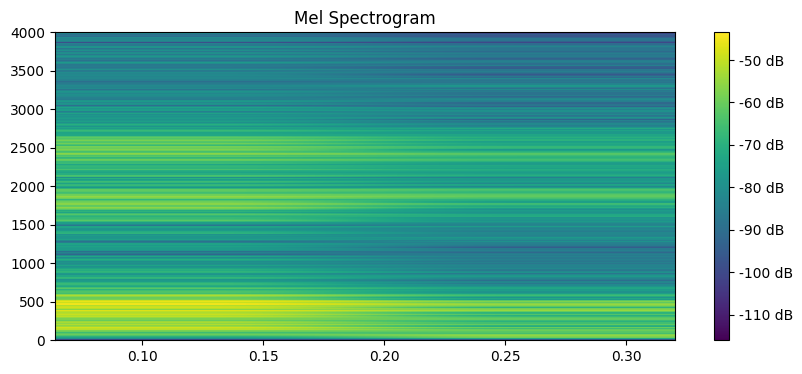 Mel Spectrogram
4000
3500
3000
2500
2000
1500
1000
500
0
0.10 0.15 0.20 0.25 0.30
-50 dB
-60 dB
-70 dB
-80 dB
-90 dB
-100 dB
-110 dB